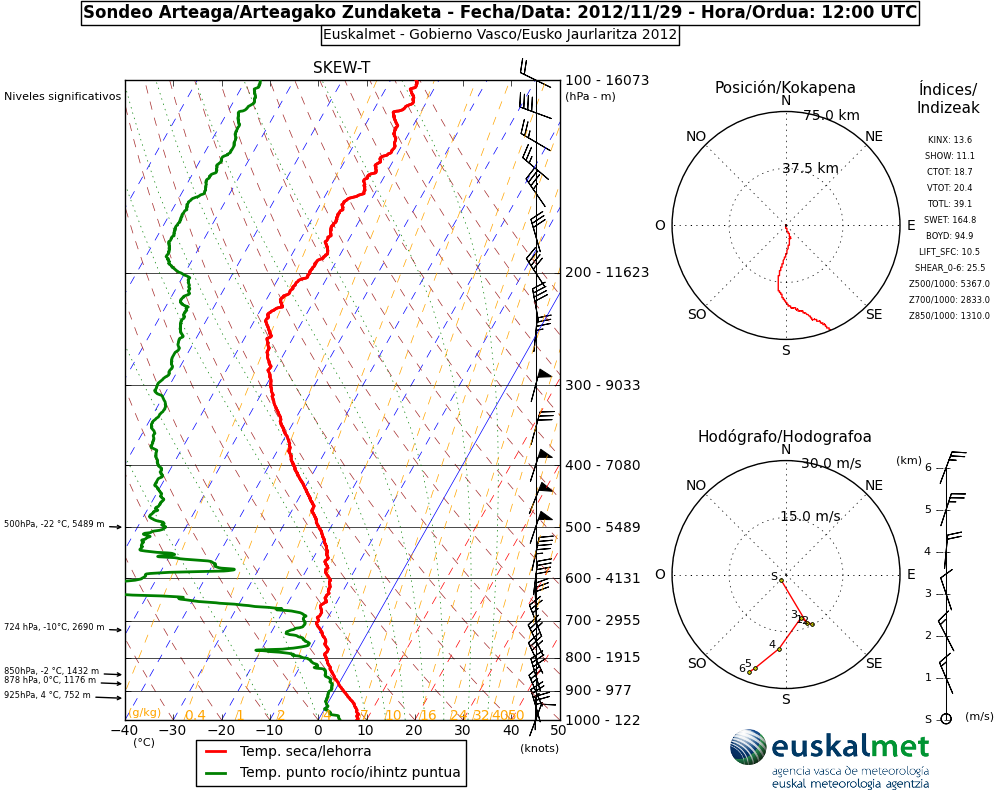 Sondeo Arteaga/Arteagako Zundaketa - Fecha/Data: 2012/11/29 - Hora/Ordua: 12:00 UTC
Euskalmet - Gobierno Vasco/Eusko Jaurlaritza 2012
SKEW-T
Niveles significativos
100 - 16073
(hPa - m)
200 - 11623
300 - 9033
400 - 7080
500 - 5489
600 - 4131
700 - 2955
800 - 1915
900 - 977
1000 - 122
500hPa, -22 °C, 5489 m
724 hPa, -10°C, 2690 m
850hPa, -2 °C, 1432 m
878 hPa, 0°C, 1176 m
925hPa, 4 °C, 752 m
(g/kg) 0.4 1 2 4 7 10 16 24 32 40 50
−40 −30 −20 −10 0 10 20 30 40 50
(°C)
(knots)
Temp. seca/lehorra
Temp. punto rocío/ihintz puntua
Posición/Kokapena
N
75.0 km
NO
NE
37.5 km
O
E
SO
SE
S
Índices/
Indizeak
KINX: 13.6
SHOW: 11.1
CTOT: 18.7
VTOT: 20.4
TOTL: 39.1
SWET: 164.8
BOYD: 94.9
LIFT_SFC: 10.5
SHEAR_0-6: 25.5
Z500/1000: 5367.0
Z700/1000: 2833.0
Z850/1000: 1310.0
Hodógrafo/Hodografoa
N
30.0 m/s
NO
NE
15.0 m/s
O
E
S
3
1
2
4
5
6
SO
SE
S
(km)
6
5
4
3
2
1
S
(m/s)
euskalmet
agencia vasca de meteorología
euskal meteorologia agentzia